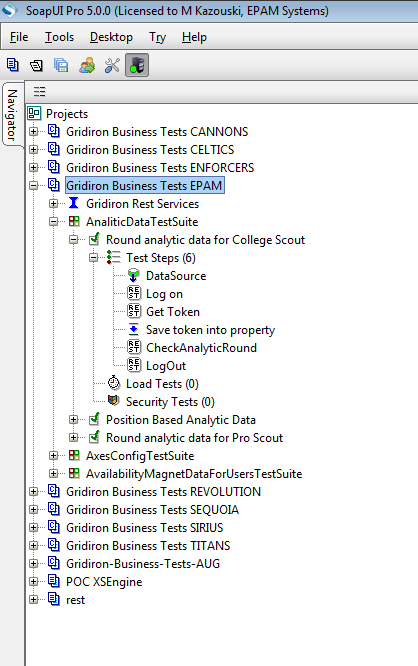 SoapUI Pro 5.0.0 (Licensed to M Kazouski, EPAM Systems)
File Tools Desktop Try Help
Navigator
Projects
Gridiron Business Tests CANNONS
Gridiron Business Tests CELTICS
Gridiron Business Tests ENFORCERS
Gridiron Business Tests EPAM
Gridiron Rest Services
AnaliticDataTestSuite
Round analytic data for College Scout
Test Steps (6)
DataSource
REST Log on
REST Get Token
Save token into property
REST CheckAnalyticRound
REST LogOut
Load Tests (0)
Security Tests (0)
Position Based Analytic Data
Round analytic data for Pro Scout
AxesConfigTestSuite
AvailabilityMagnetDataForUsersTestSuite
Gridiron Business Tests REVOLUTION
Gridiron Business Tests SEQUOIA
Gridiron Business Tests SIRIUS
Gridiron Business Tests TITANS
Gridiron-Business-Tests-AUG
POC XSEngine
rest